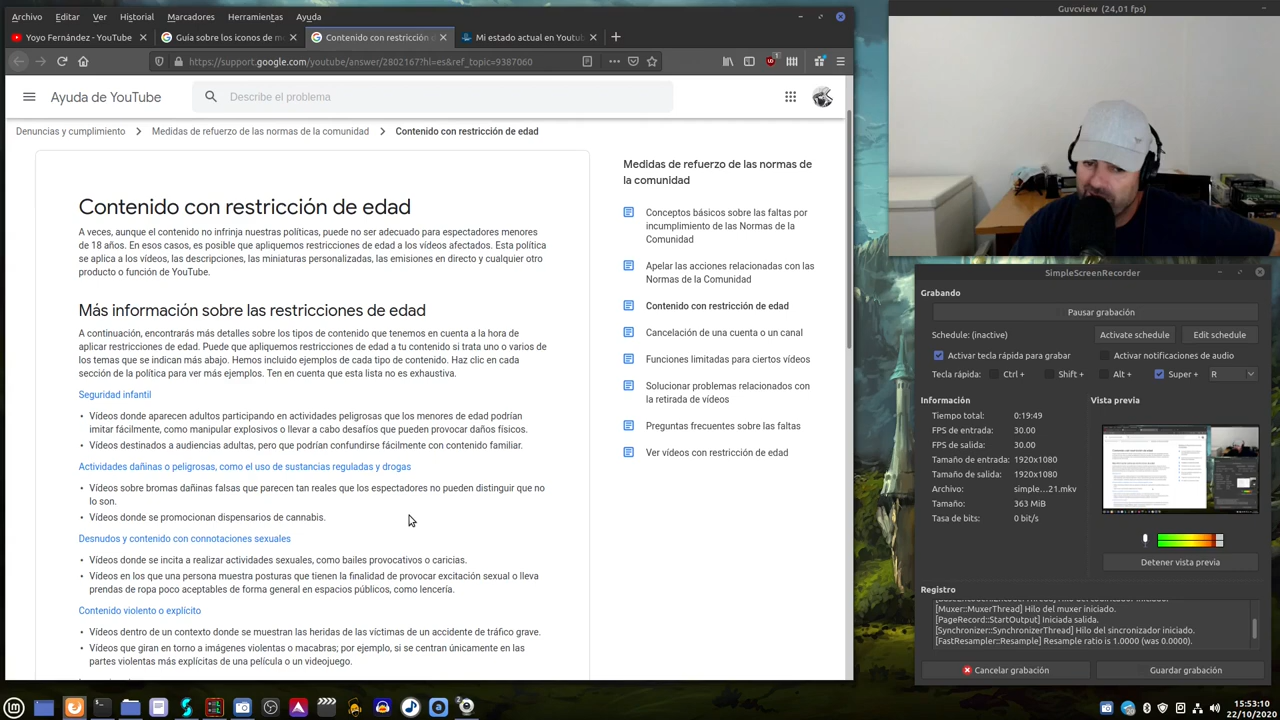 Archivo Editar Ver Historial Marcadores Herramientas Ayuda
Yoyo Fernández - YouTube
Guía sobre los iconos de m
Contenido con restricción
Mi estado actual en Youtu
https://support.google.com/youtube/answer/2802167?hl=es&ref_topic=9387060
Ayuda de YouTube
Describe el problema
Denuncias y cumplimiento
Medidas de refuerzo de las normas de la comunidad
Contenido con restricción de edad
Contenido con restricción de edad
A veces, aunque el contenido no infrinja nuestras políticas, puede no ser adecuado para espectadores menores
de 18 años. En esos casos, es posible que apliquemos restricciones de edad a los vídeos afectados. Esta política
se aplica a los vídeos, las descripciones, las miniaturas personalizadas, las emisiones en directo y cualquier otro
producto o función de YouTube.
Más información sobre las restricciones de edad
A continuación, encontrarás más detalles sobre los tipos de contenido que tenemos en cuenta a la hora de
aplicar restricciones de edad. Puede que apliquemos restricciones de edad a tu contenido si trata uno o varios de
los temas que se indican más abajo. Hemos incluido ejemplos de cada tipo de contenido. Haz clic en cada
sección de la política para ver más ejemplos. Ten en cuenta que esta lista no es exhaustiva.
Seguridad infantil
• Vídeos donde aparecen adultos participando en actividades peligrosas que los menores de edad podrían
imitar fácilmente, como manipular explosivos o llevar a cabo desafíos que pueden provocar daños físicos.
• Vídeos destinados a audiencias adultas, pero que podrían confundirse fácilmente con contenido familiar.
Actividades dañinas o peligrosas, como el uso de sustancias reguladas y drogas
• Vídeos sobre bromas dañinas falsas que parecen tan reales que los espectadores no pueden distinguir que no
lo son.
• Vídeos donde se promocionan dispensarios de cannabis.
Desnudos y contenido con connotaciones sexuales
• Vídeos donde se incita a realizar actividades sexuales, como bailes provocativos o caricias.
• Vídeos en los que una persona muestra posturas que tienen la finalidad de provocar excitación sexual o lleva
prendas de ropa poco aceptables de forma general en espacios públicos, como lencería.
Contenido violento o explícito
• Vídeos dentro de un contexto donde se muestran las heridas de las víctimas de un accidente de tráfico grave.
• Vídeos que giran en torno a imágenes violentas o macabras; por ejemplo, si se centran únicamente en las
partes violentas más explícitas de una película o un videojuego.
Medidas de refuerzo de las normas de
la comunidad
Conceptos básicos sobre las faltas por
incumplimiento de las Normas de la
Comunidad
Apelar las acciones relacionadas con las
Normas de la Comunidad
Contenido con restricción de edad
Cancelación de una cuenta o un canal
Funciones limitadas para ciertos vídeos
Solucionar problemas relacionados con
la retirada de vídeos
Preguntas frecuentes sobre las faltas
Ver vídeos con restricción de edad
Guvcview (24,01 fps)
SimpleScreenRecorder
Grabando
Pausar grabación
Schedule: (inactive)
Activate schedule
Edit schedule
Activar tecla rápida para grabar
Activar notificaciones de audio
Tecla rápida: Ctrl + Shift + Alt + Super + R
Información
Vista previa
Tiempo total: 0:19:49
FPS de entrada: 30.00
FPS de salida: 30.00
Tamaño de entrada: 1920x1080
Tamaño de salida: 1920x1080
Archivo: simple...21.mkv
Tamaño: 363 MiB
Tasa de bits: 0 bit/s
Detener vista previa
Registro
[Muxer::MuxerThread] Hilo del muxer iniciado.
[PageRecord::StartOutput] Iniciada salida.
[Synchronizer::SynchronizerThread] Hilo del sincronizador iniciado.
[FastResampler::Resample] Resample ratio is 1.0000 (was 0.0000).
Cancelar grabación
Guardar grabación
15:53:10
22/10/2020